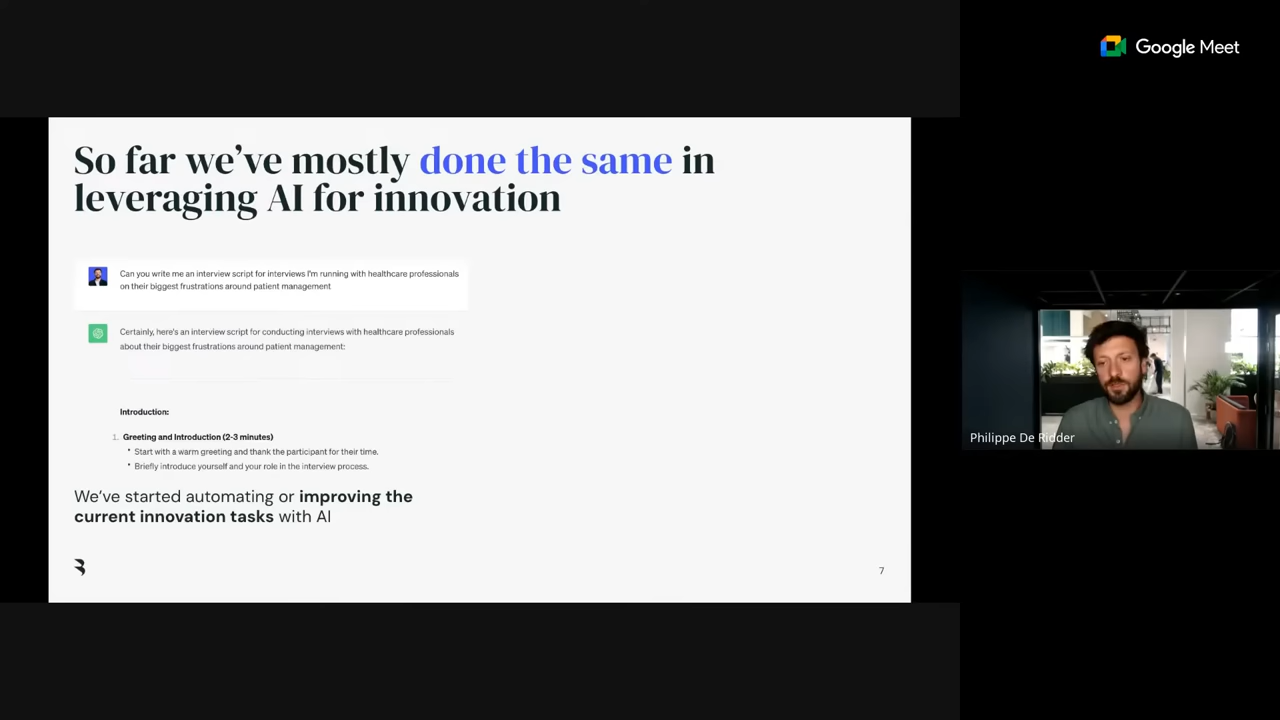 Google Meet
So far we've mostly done the same in
leveraging AI for innovation
Can you write me an interview script for interviews I'm running with healthcare professionals
on their biggest frustrations around patient management
Certainly, here's an interview script for conducting interviews with healthcare professionals
about their biggest frustrations around patient management:
Introduction:
1. Greeting and Introduction (2-3 minutes)
• Start with a warm greeting and thank the participant for their time.
• Briefly introduce yourself and your role in the interview process.
We've started automating or improving the
current innovation tasks with AI
7
Philippe De Ridder